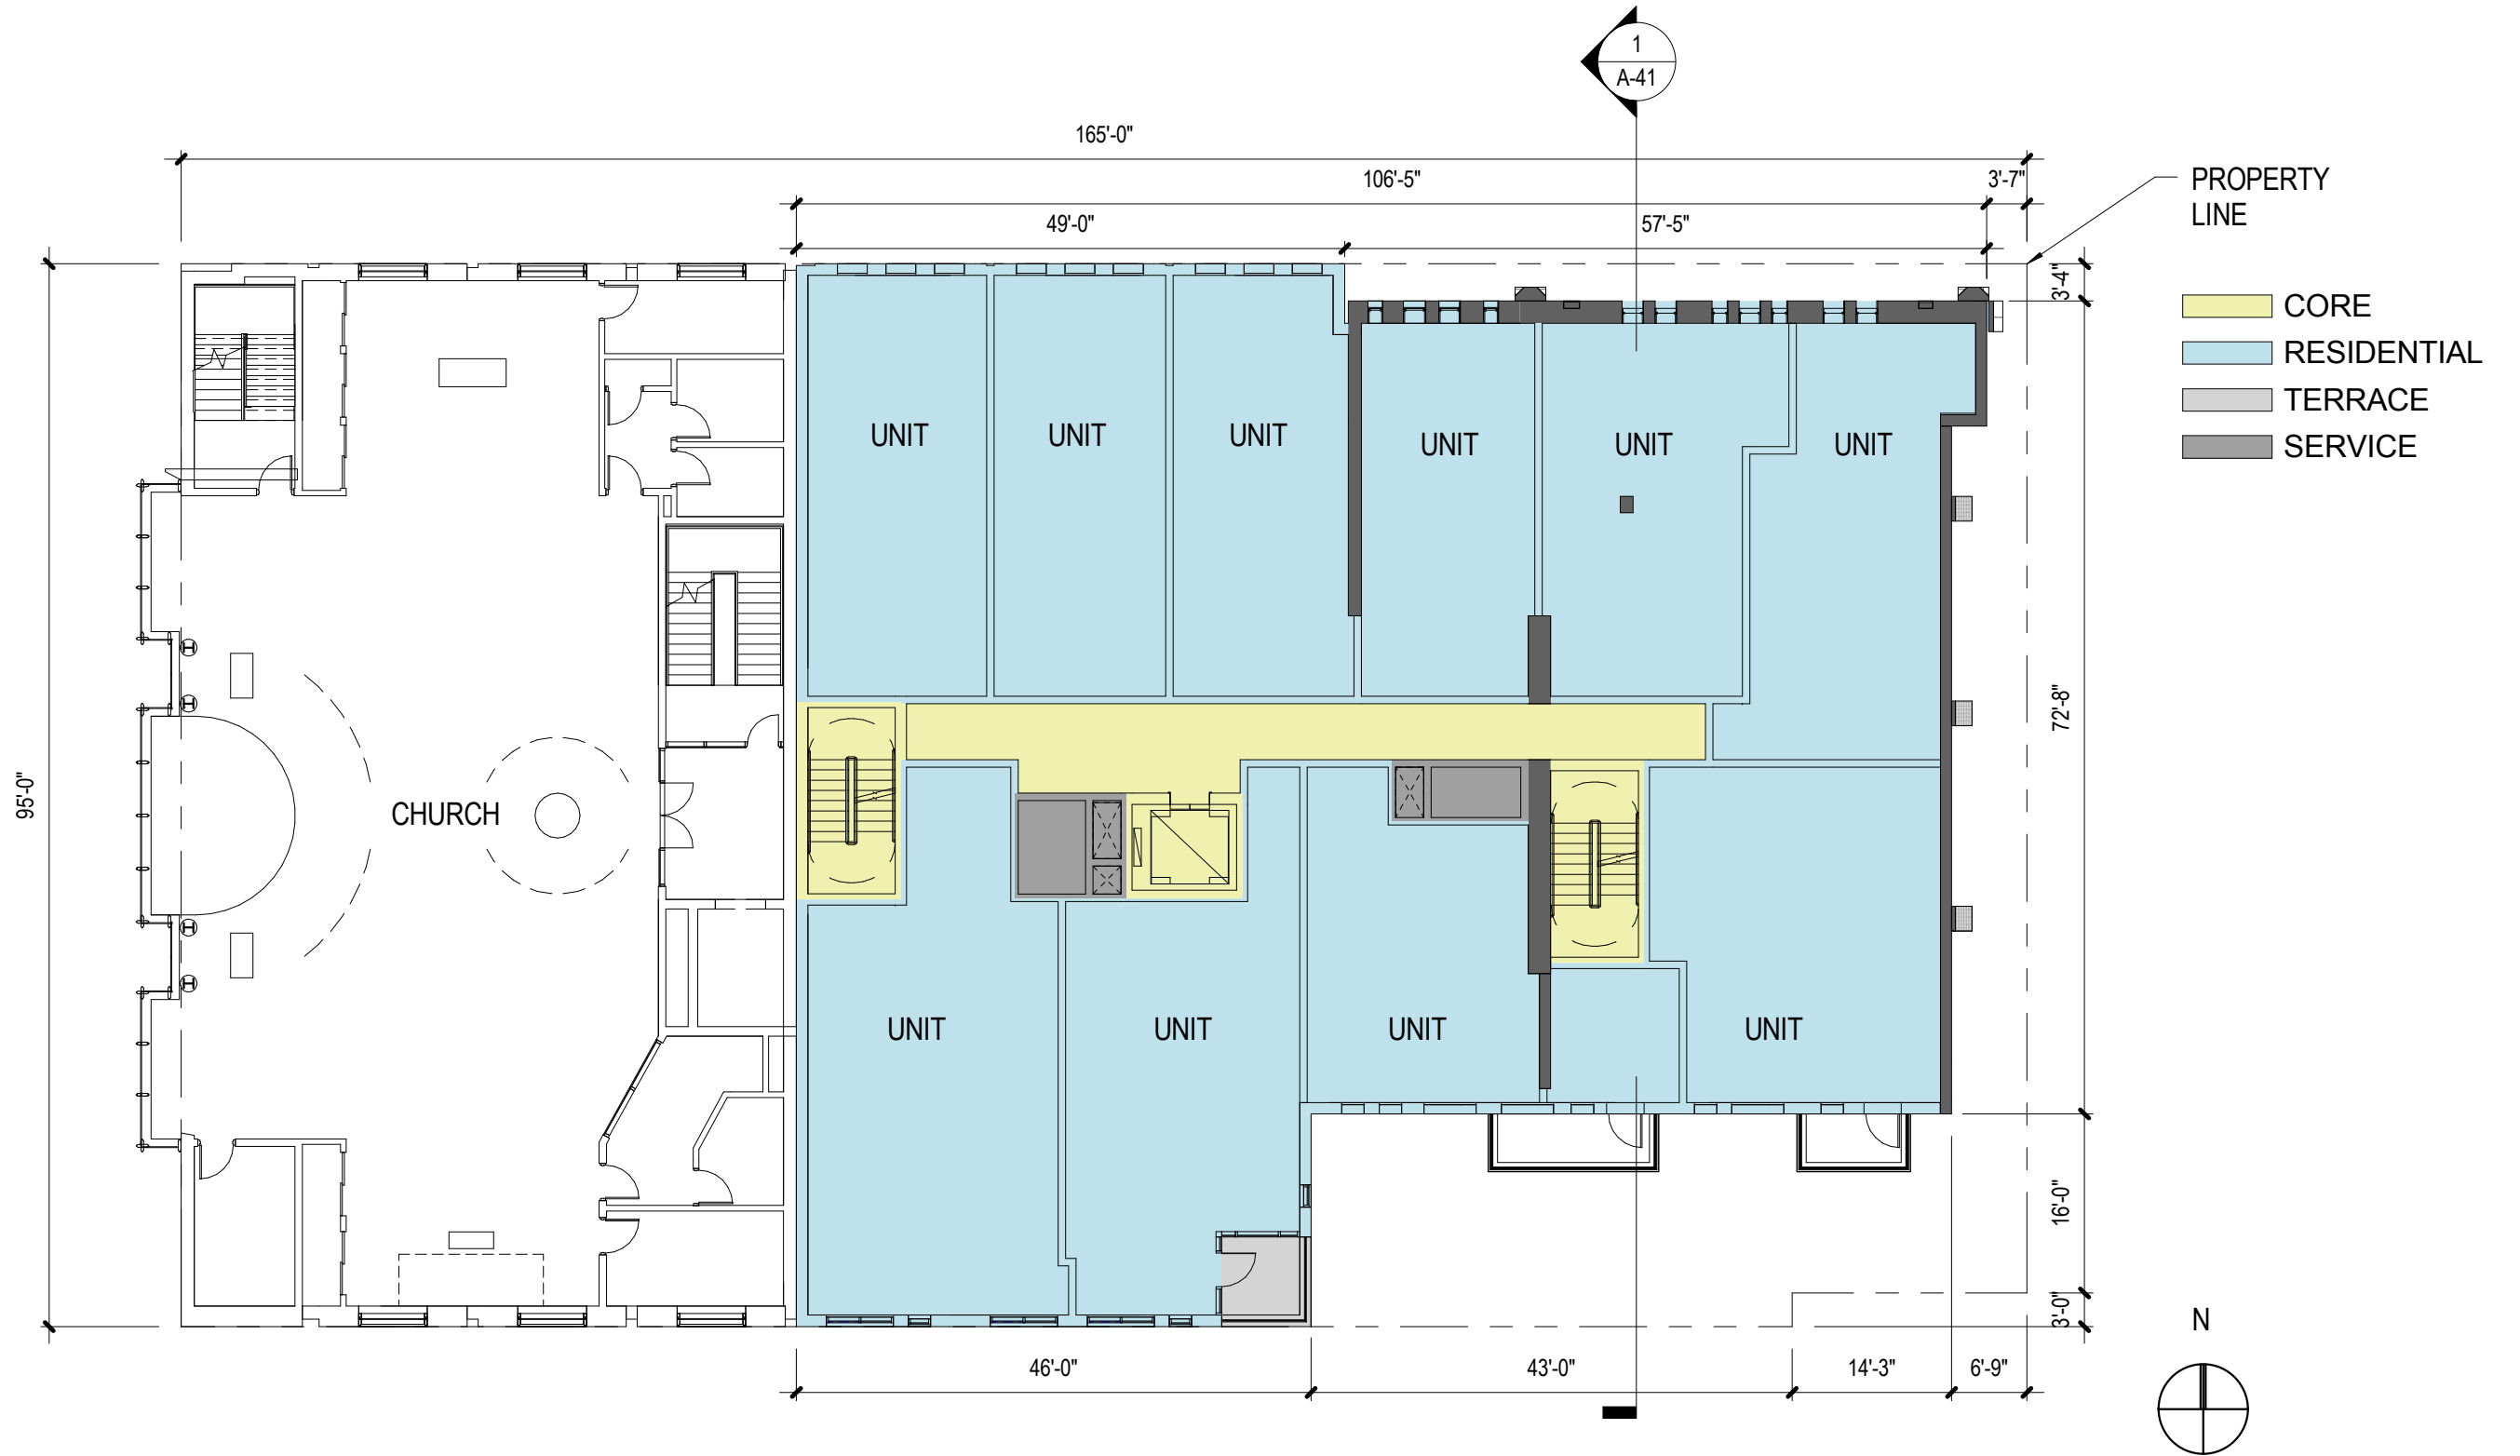 1
A-41
165'-0"
106'-5"
3'-7"
49'-0"
57'-5"
PROPERTY
LINE
3'-4"
CORE
RESIDENTIAL
TERRACE
SERVICE
UNIT
UNIT
UNIT
UNIT
UNIT
UNIT
72'-8"
95'-0"
CHURCH
UNIT
UNIT
UNIT
UNIT
16'-0"
3'-0"
N
46'-0"
43'-0"
14'-3"
6'-9"